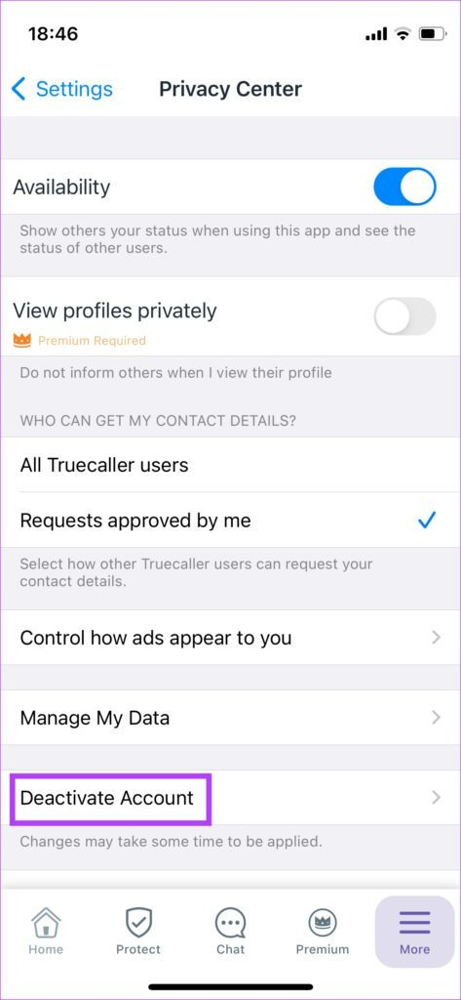 18:46
Settings
Privacy Center
Availability
Show others your status when using this app and see the
status of other users.
View profiles privately
Premium Required
Do not inform others when I view their profile
WHO CAN GET MY CONTACT DETAILS?
All Truecaller users
Requests approved by me
Select how other Truecaller users can request your
contact details.
Control how ads appear to you
Manage My Data
Deactivate Account
Changes may take some time to be applied.
Home
Protect
Chat
Premium
More